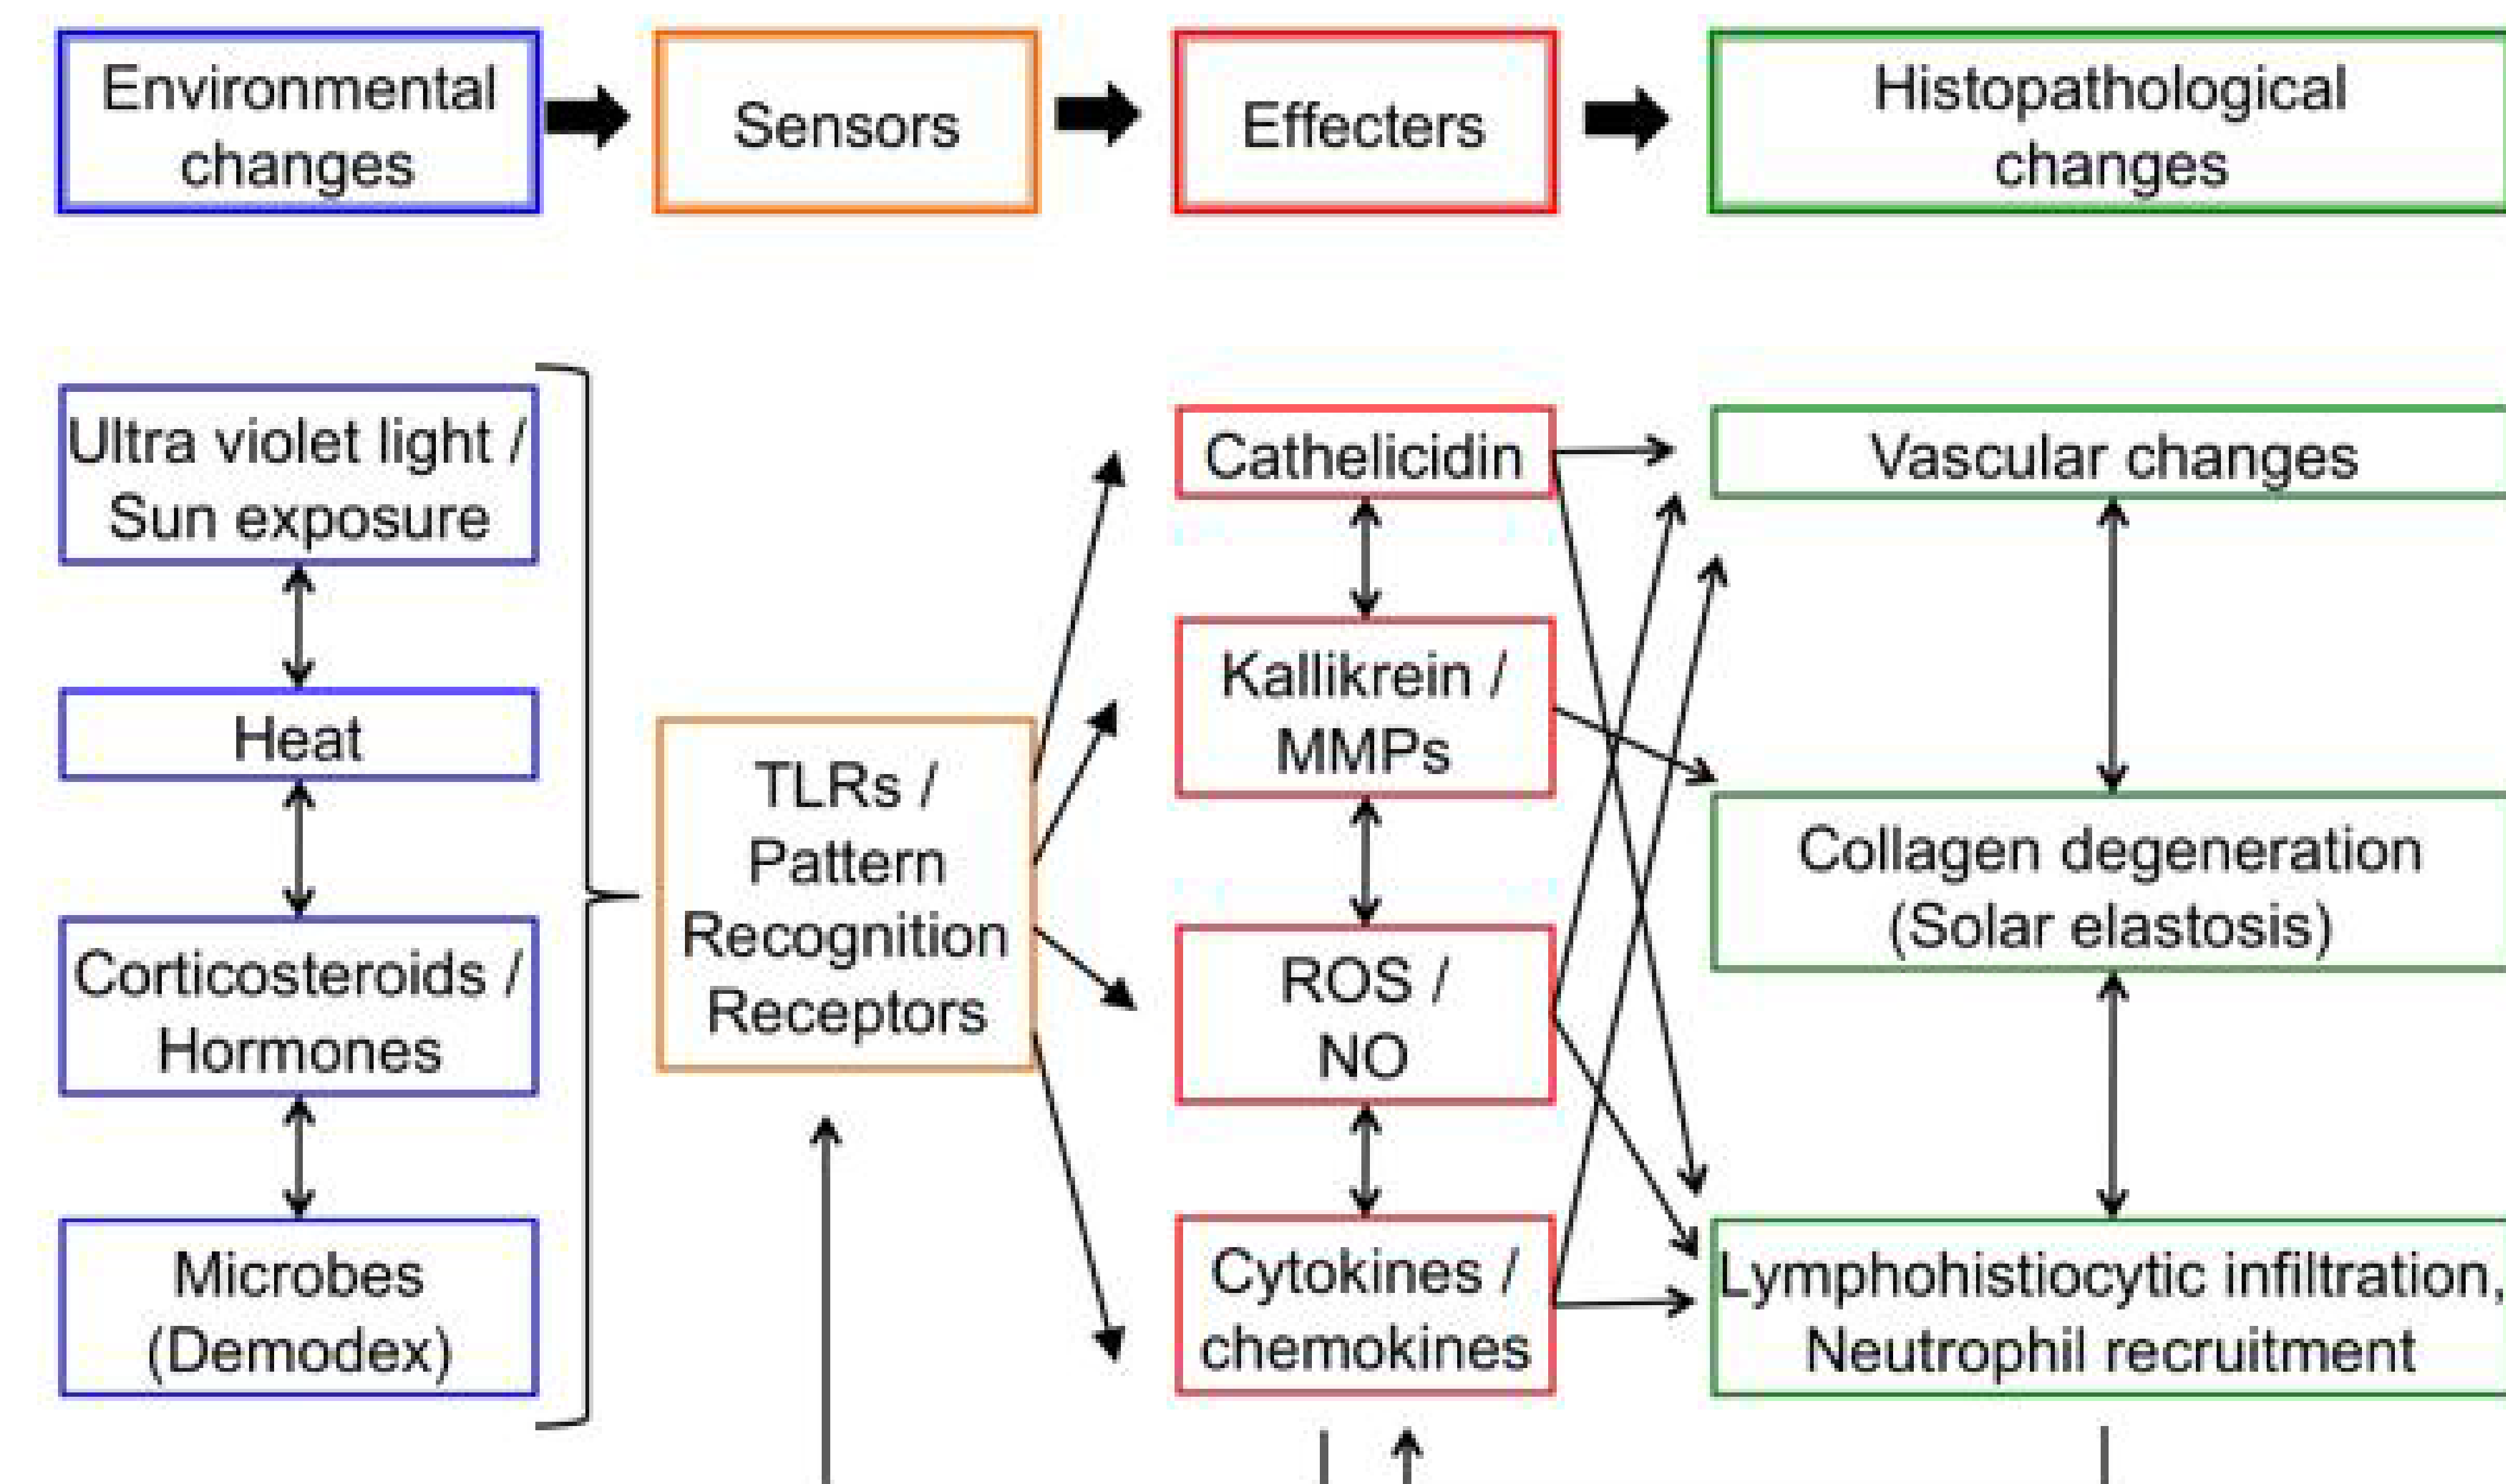 Environmental
changes
Sensors
Effecters
Histopathological
changes
Ultra violet light /
Sun exposure
Heat
Corticosteroids /
Hormones
Microbes
(Demodex)
TLRs /
Pattern
Recognition
Receptors
Cathelicidin
Kallikrein /
MMPs
ROS /
NO
Cytokines /
chemokines
Vascular changes
Collagen degeneration
(Solar elastosis)
Lymphohistiocytic infiltration,
Neutrophil recruitment